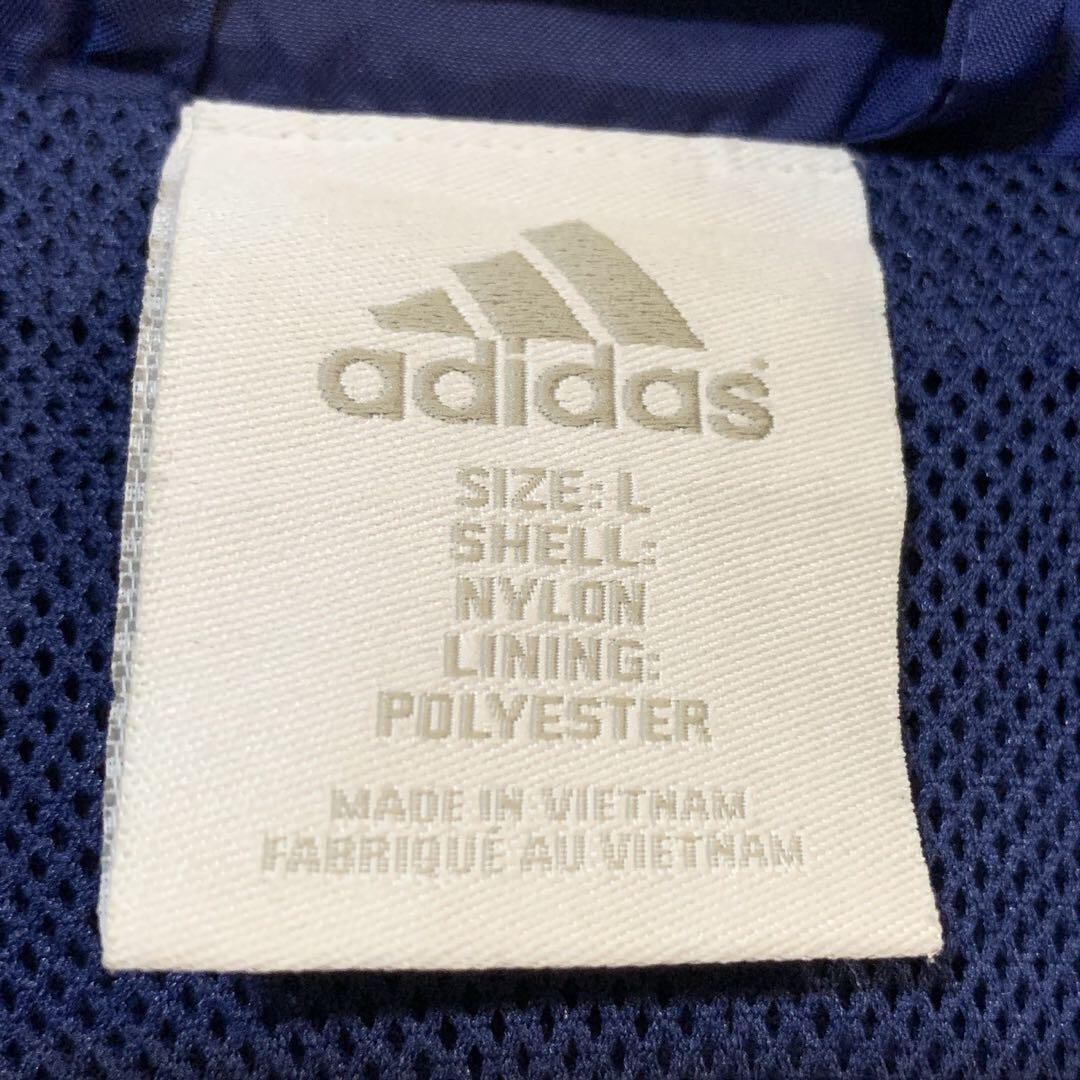 adidas
SIZE: L
SHELL:
NYLON
LINING:
POLYESTER
MADE IN VIETNAM
FABRIQUÉ AU VIETNAM